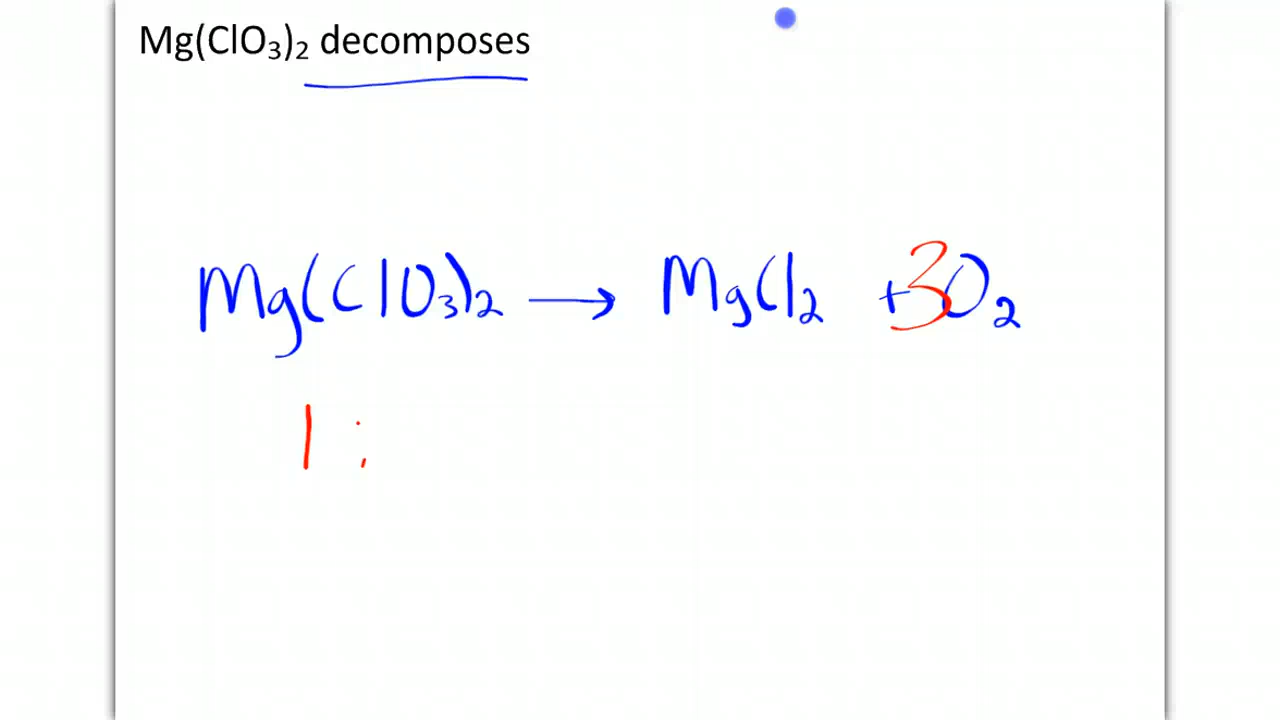 Mg(ClO₃)₂ decomposes
Mg(ClO₃)₂ → MgCl₂ + 3O₂
1 :